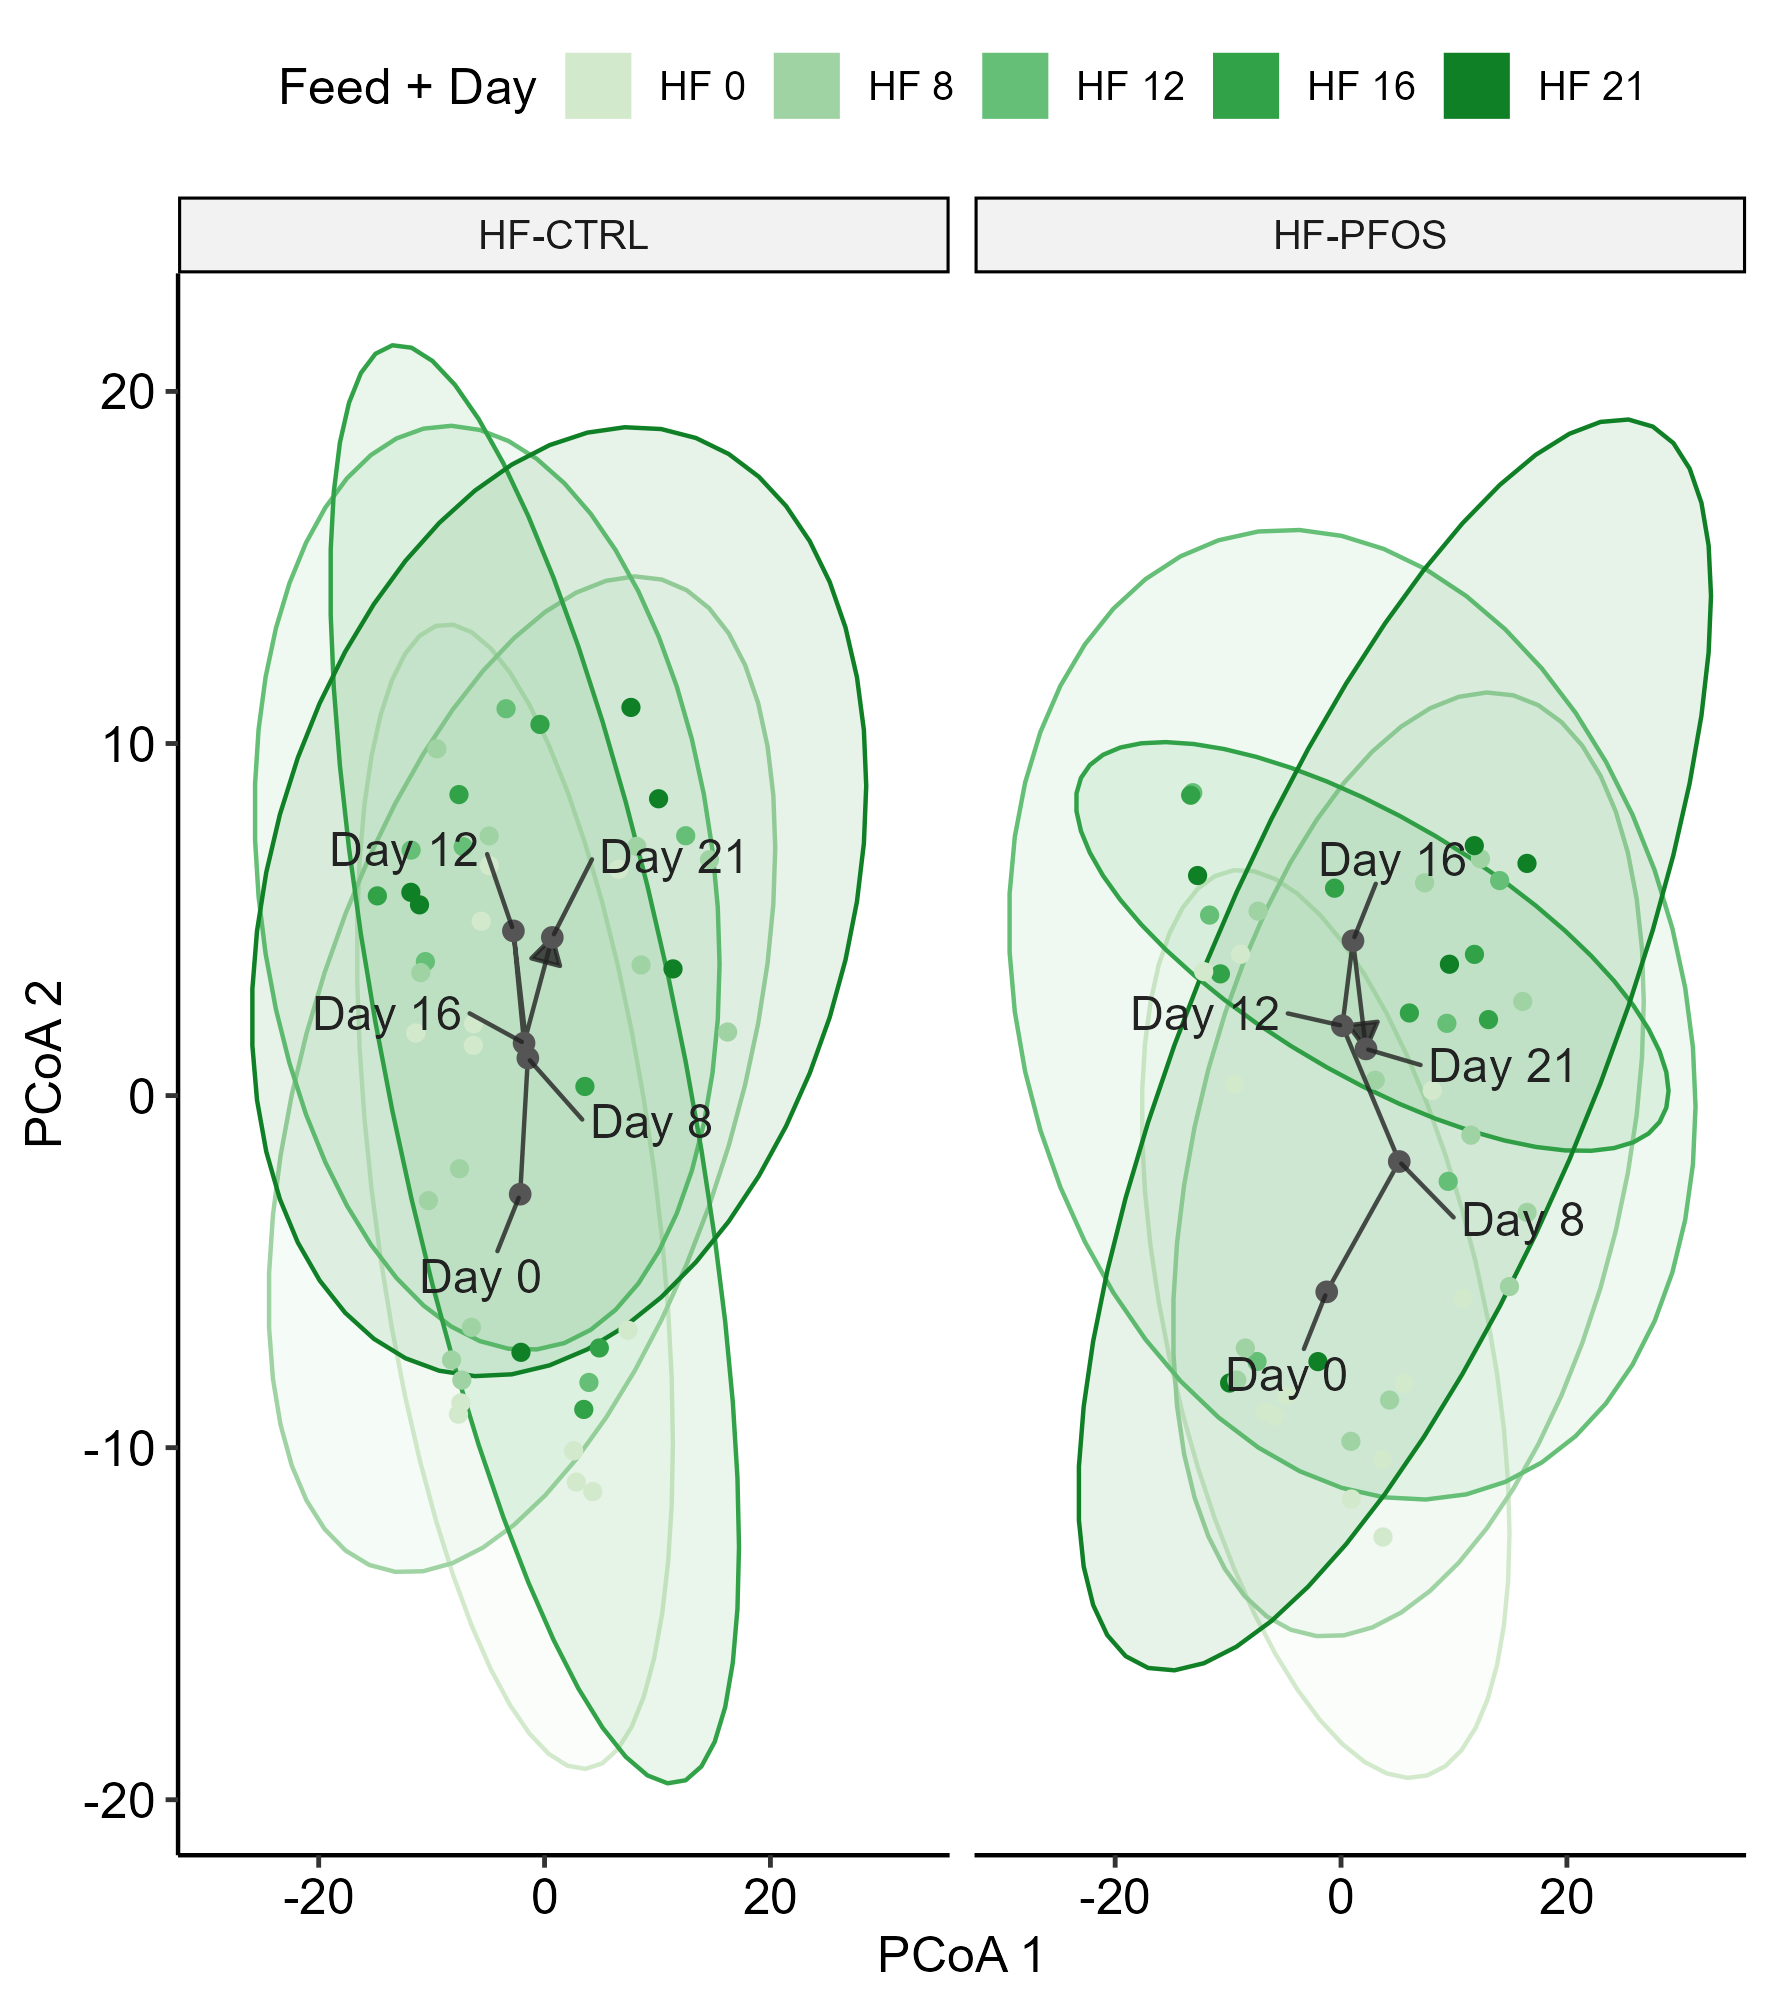 Feed + Day HF 0 HF 8 HF 12 HF 16 HF 21
HF-CTRL HF-PFOS
20
10
0
-10
-20
PCoA 2
Day 12 Day 21
Day 16
Day 8
Day 0
Day 16
Day 12
Day 21
Day 8
Day 0
-20 0 20 -20 0 20
PCoA 1